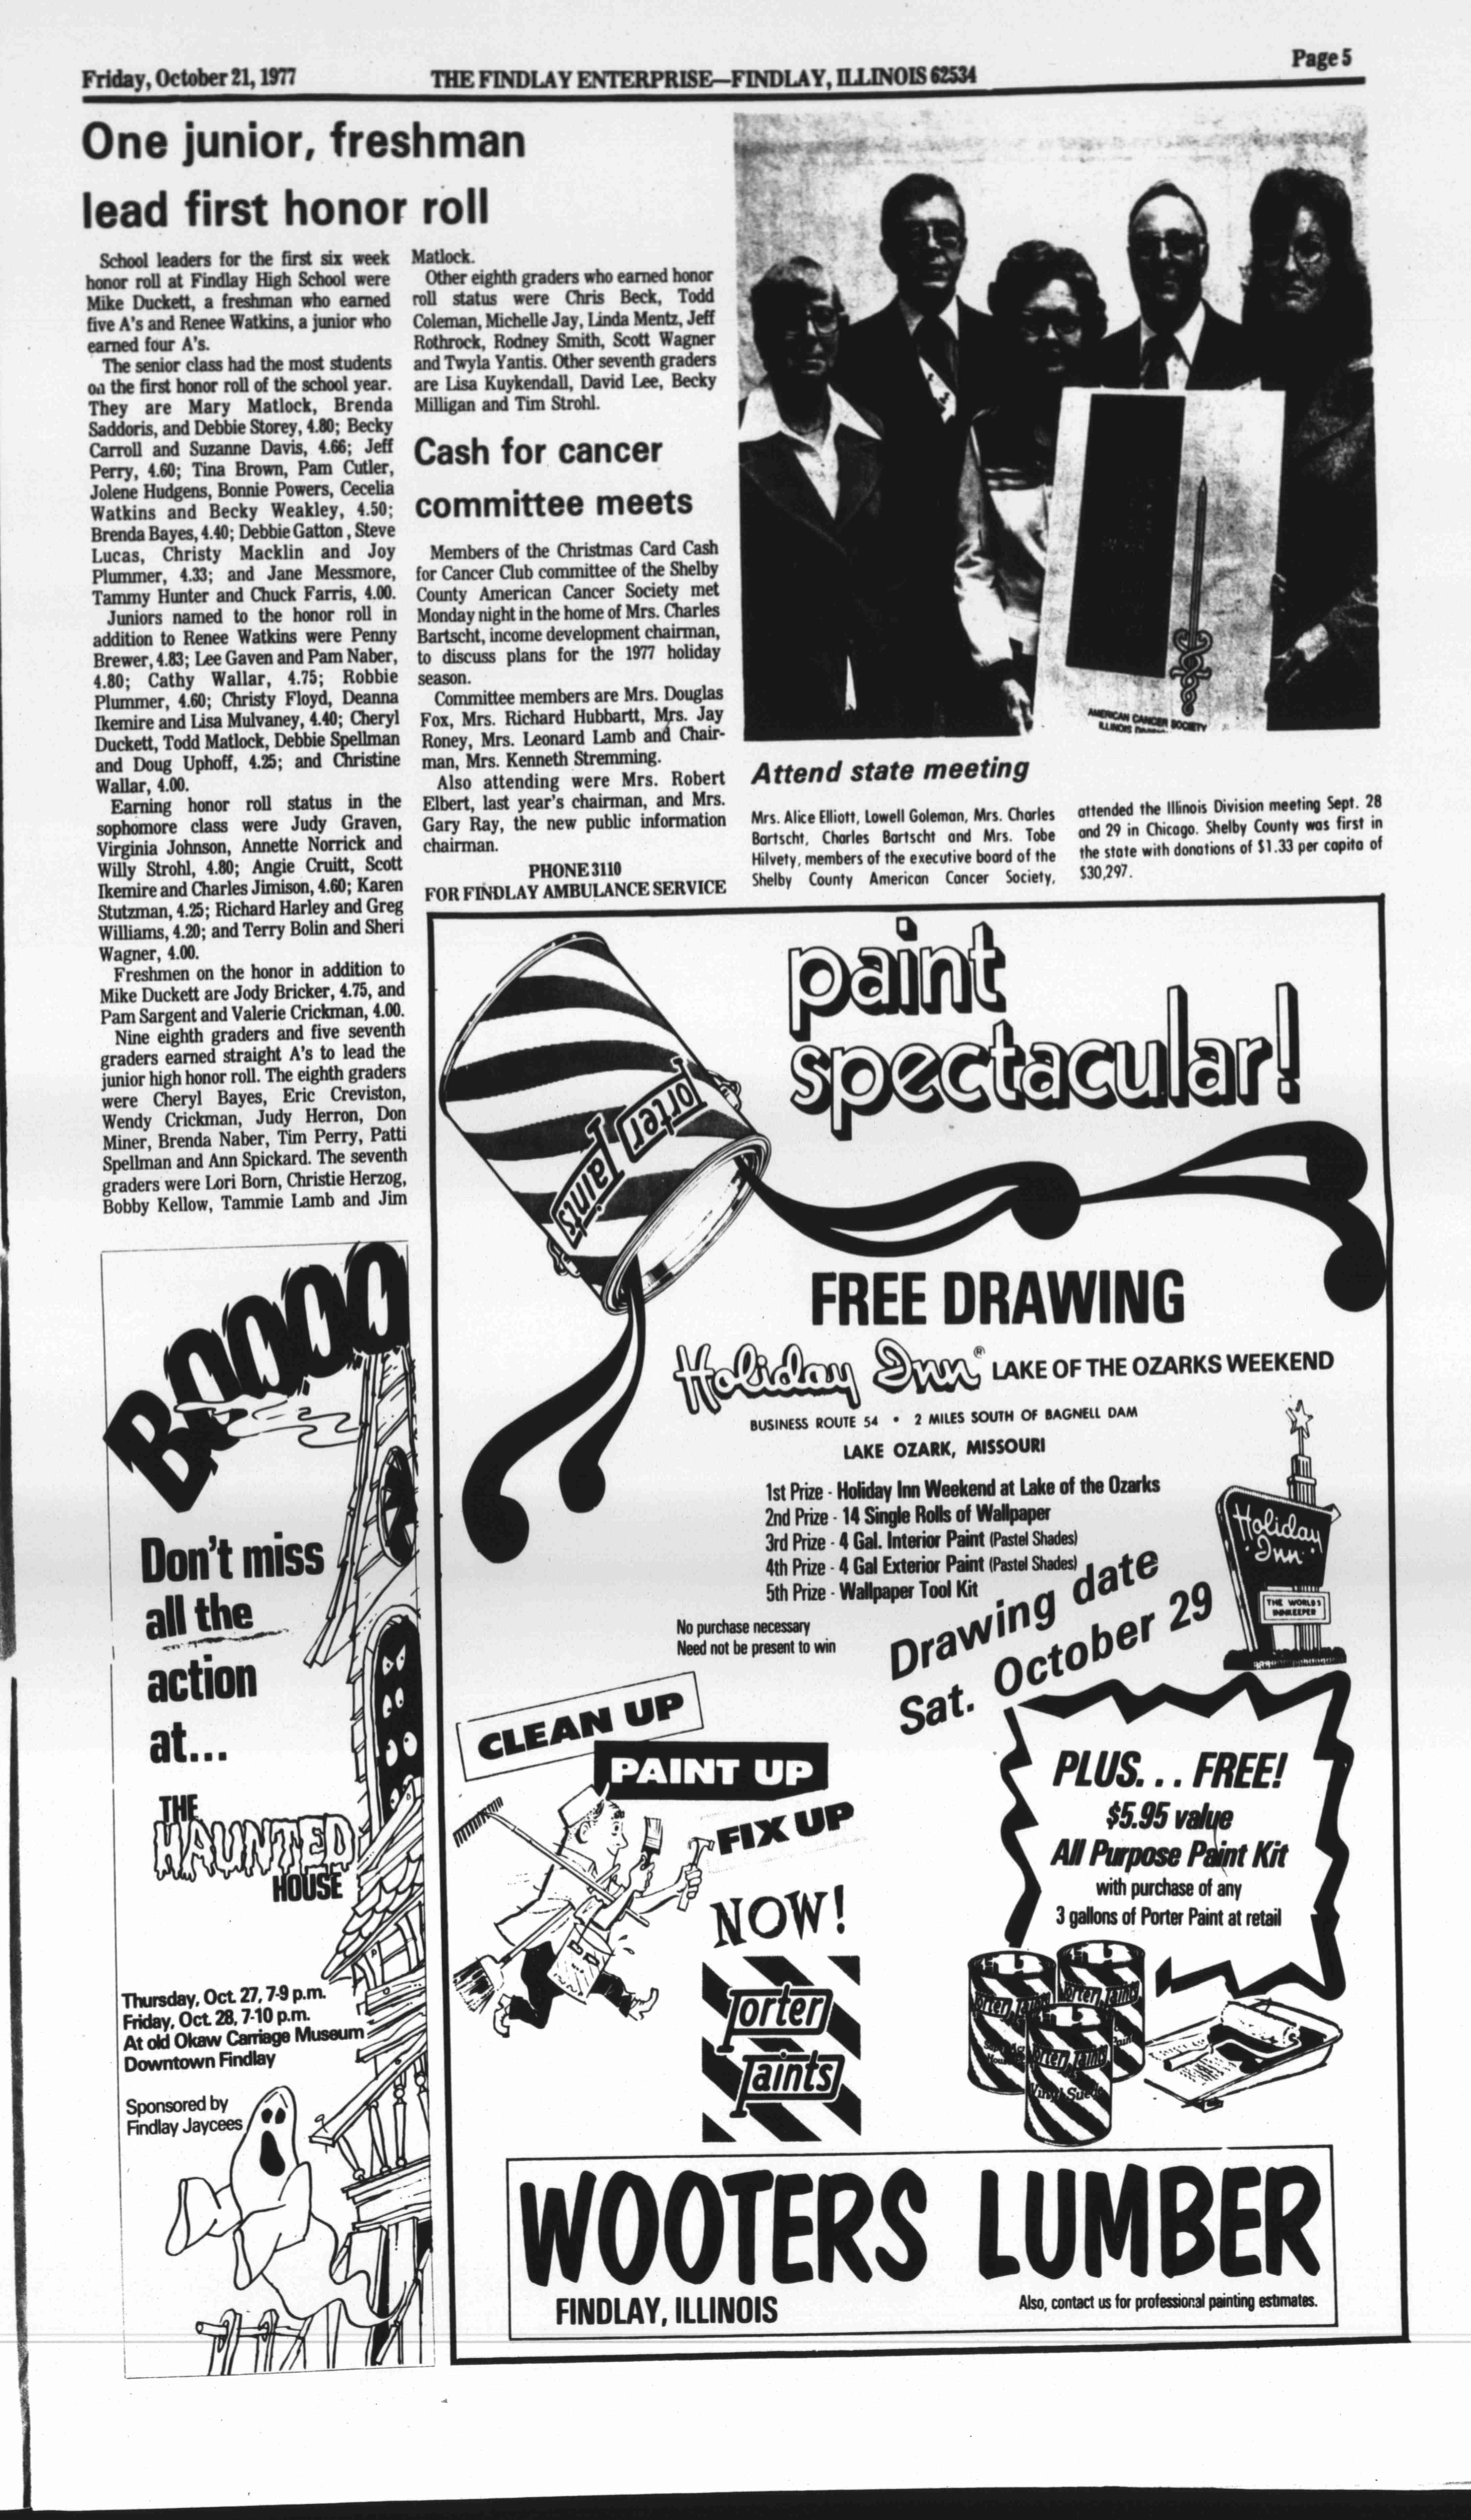 Friday, October 21, 1977
THE FINDLAY ENTERPRISE—FINDLAY, ILLINOIS 62534
Page 5
One junior, freshman
lead first honor roll
School leaders for the first six week
honor roll at Findlay High School were
Mike Duckett, a freshman who earned
five A's and Renee Watkins, a junior who
earned four A's.
The senior class had the most students
on the first honor roll of the school year.
They are Mary Matlock, Brenda
Saddoris, and Debbie Storey, 4.80; Becky
Carroll and Suzanne Davis, 4.66; Jeff
Perry, 4.60; Tina Brown, Pam Cutler,
Jolene Hudgens, Bonnie Powers, Cecelia
Watkins and Becky Weakley, 4.50;
Brenda Bayes, 4.40; Debbie Gatton , Steve
Lucas, Christy Macklin and Joy
Plummer, 4.33; and Jane Messmore,
Tammy Hunter and Chuck Farris, 4.00.
Juniors named to the honor roll in
addition to Renee Watkins were Penny
Brewer, 4.83; Lee Gaven and Pam Naber,
4.80; Cathy Wallar, 4.75; Robbie
Plummer, 4.60; Christy Floyd, Deanna
Ikemire and Lisa Mulvaney, 4.40; Cheryl
Duckett, Todd Matlock, Debbie Spellman
and Doug Uphoff, 4.25; and Christine
Wallar, 4.00.
Earning honor roll status in the
sophomore class were Judy Graven,
Virginia Johnson, Annette Norrick and
Willy Strohl, 4.80; Angie Cruitt, Scott
Ikemire and Charles Jimison, 4.60; Karen
Stutzman, 4.25; Richard Harley and Greg
Williams, 4.20; and Terry Bolin and Sheri
Wagner, 4.00.
Freshmen on the honor in addition to
Mike Duckett are Jody Bricker, 4.75, and
Pam Sargent and Valerie Crickman, 4.00.
Nine eighth graders and five seventh
graders earned straight A's to lead the
junior high honor roll. The eighth graders
were Cheryl Bayes, Eric Creviston,
Wendy Crickman, Judy Herron, Don
Miner, Brenda Naber, Tim Perry, Patti
Spellman and Ann Spickard. The seventh
graders were Lori Born, Christie Herzog,
Bobby Kellow, Tammie Lamb and Jim
Matlock.
Other eighth graders who earned honor
roll status were Chris Beck, Todd
Coleman, Michelle Jay, Linda Mentz, Jeff
Rothrock, Rodney Smith, Scott Wagner
and Twyla Yantis. Other seventh graders
are Lisa Kuykendall, David Lee, Becky
Milligan and Tim Strohl.
Cash for cancer
committee meets
Members of the Christmas Card Cash
for Cancer Club committee of the Shelby
County American Cancer Society met
Monday night in the home of Mrs. Charles
Bartscht, income development chairman,
to discuss plans for the 1977 holiday
season.
Committee members are Mrs. Douglas
Fox, Mrs. Richard Hubbartt, Mrs. Jay
Roney, Mrs. Leonard Lamb and Chair-
man, Mrs. Kenneth Stremming.
Also attending were Mrs. Robert
Elbert, last year's chairman, and Mrs.
Gary Ray, the new public information
chairman.
PHONE 3110
FOR FINDLAY AMBULANCE SERVICE
AMERICAN CANCER SOCIETY
ILLINOIS
Attend state meeting
Mrs. Alice Elliott, Lowell Goleman, Mrs. Charles
Bartscht, Charles Bartscht and Mrs. Tobe
Hilvety, members of the executive board of the
Shelby County American Cancer Society,
attended the Illinois Division meeting Sept. 28
and 29 in Chicago. Shelby County was first in
the state with donations of $1.33 per capita of
$30,297.
BOOOO
Don't miss
all the
action
at...
THE
HAUNTED
HOUSE
Thursday, Oct. 27, 7-9 p.m.
Friday, Oct. 28, 7-10 p.m.
At old Okaw Carriage Museum
Downtown Findlay
Sponsored by
Findlay Jaycees
Porter
Paints
paint
spectacular!
FREE DRAWING
Holiday Inn® LAKE OF THE OZARKS WEEKEND
BUSINESS ROUTE 54 • 2 MILES SOUTH OF BAGNELL DAM
LAKE OZARK, MISSOURI
1st Prize - Holiday Inn Weekend at Lake of the Ozarks
2nd Prize - 14 Single Rolls of Wallpaper
3rd Prize - 4 Gal. Interior Paint (Pastel Shades)
4th Prize - 4 Gal Exterior Paint (Pastel Shades)
5th Prize - Wallpaper Tool Kit
No purchase necessary
Need not be present to win
Drawing date
Sat. October 29
Holiday
Inn
THE WORLD'S
INNKEEPER
CLEAN UP
PAINT UP
FIX UP
NOW!
Porter
Paints
PLUS. . . FREE!
$5.95 value
All Purpose Paint Kit
with purchase of any
3 gallons of Porter Paint at retail
Porter Paints
Porter Paints
Porter Paints
WOOTERS LUMBER
FINDLAY, ILLINOIS
Also, contact us for professional painting estimates.